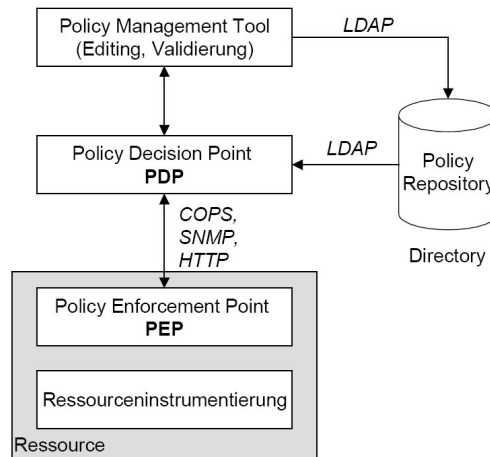 Policy Management Tool
(Editing, Validierung)
LDAP
Policy Decision Point
PDP
LDAP
Policy
Repository
COPS,
SNMP,
HTTP
Directory
Policy Enforcement Point
PEP
Ressourceninstrumentierung
Ressource